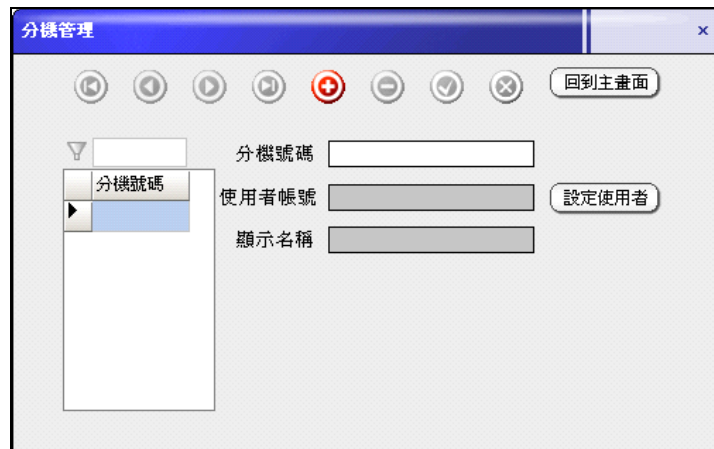 分機管理
回到主畫面
分機號碼
分機號碼
使用者帳號
設定使用者
顯示名稱